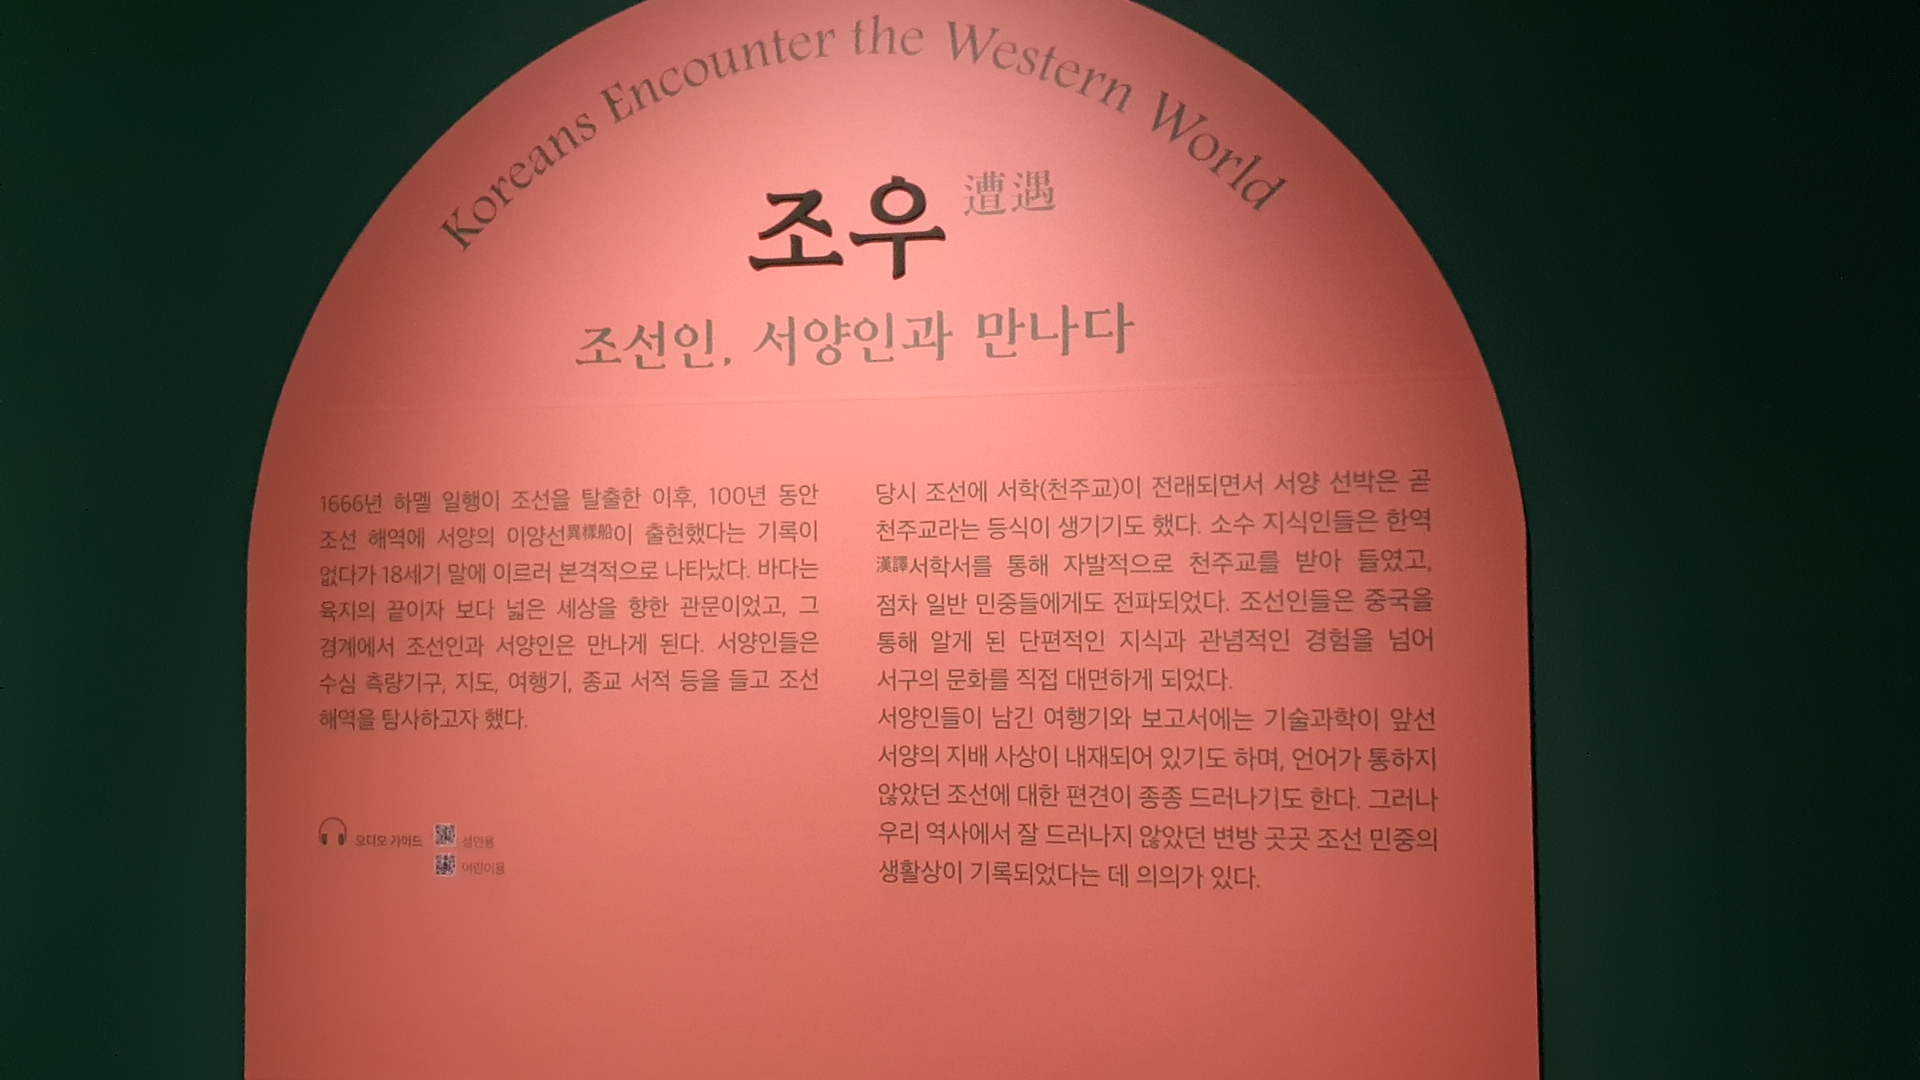 Koreans Encounter the Western World
조우 遭遇
조선인, 서양인과 만나다
1666년 하멜 일행이 조선을 탈출한 이후, 100년 동안
조선 해역에 서양의 이양선異樣船이 출현했다는 기록이
없다가 18세기 말에 이르러 본격적으로 나타났다. 바다는
육지의 끝이자 보다 넓은 세상을 향한 관문이었고, 그
경계에서 조선인과 서양인은 만나게 된다. 서양인들은
수심 측량기구, 지도, 여행기, 종교 서적 등을 들고 조선
해역을 탐사하고자 했다.
오디오 가이드
성인용
어린이용
당시 조선에 서학(천주교)이 전래되면서 서양 선박은 곧
천주교라는 등식이 생기기도 했다. 소수 지식인들은 한역
漢譯서학서를 통해 자발적으로 천주교를 받아 들였고,
점차 일반 민중들에게도 전파되었다. 조선인들은 중국을
통해 알게 된 단편적인 지식과 관념적인 경험을 넘어
서구의 문화를 직접 대면하게 되었다.
서양인들이 남긴 여행기와 보고서에는 기술과학이 앞선
서양의 지배 사상이 내재되어 있기도 하며, 언어가 통하지
않았던 조선에 대한 편견이 종종 드러나기도 한다. 그러나
우리 역사에서 잘 드러나지 않았던 변방 곳곳 조선 민중의
생활상이 기록되었다는 데 의의가 있다.